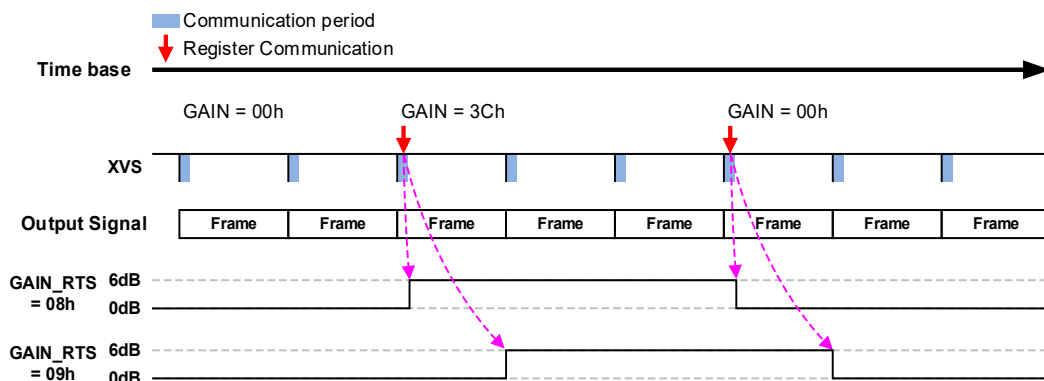 Communication period
Register Communication
Time base
GAIN = 00h GAIN = 3Ch GAIN = 00h
XVS
Output Signal Frame Frame Frame Frame Frame Frame Frame Frame
GAIN_RTS = 08h
6dB
0dB
GAIN_RTS = 09h
6dB
0dB